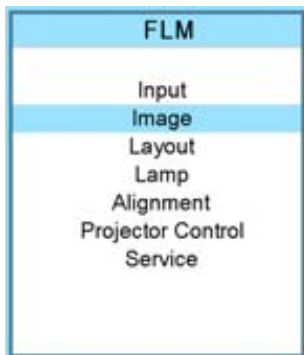 FLM
Input
Image
Layout
Lamp
Alignment
Projector Control
Service